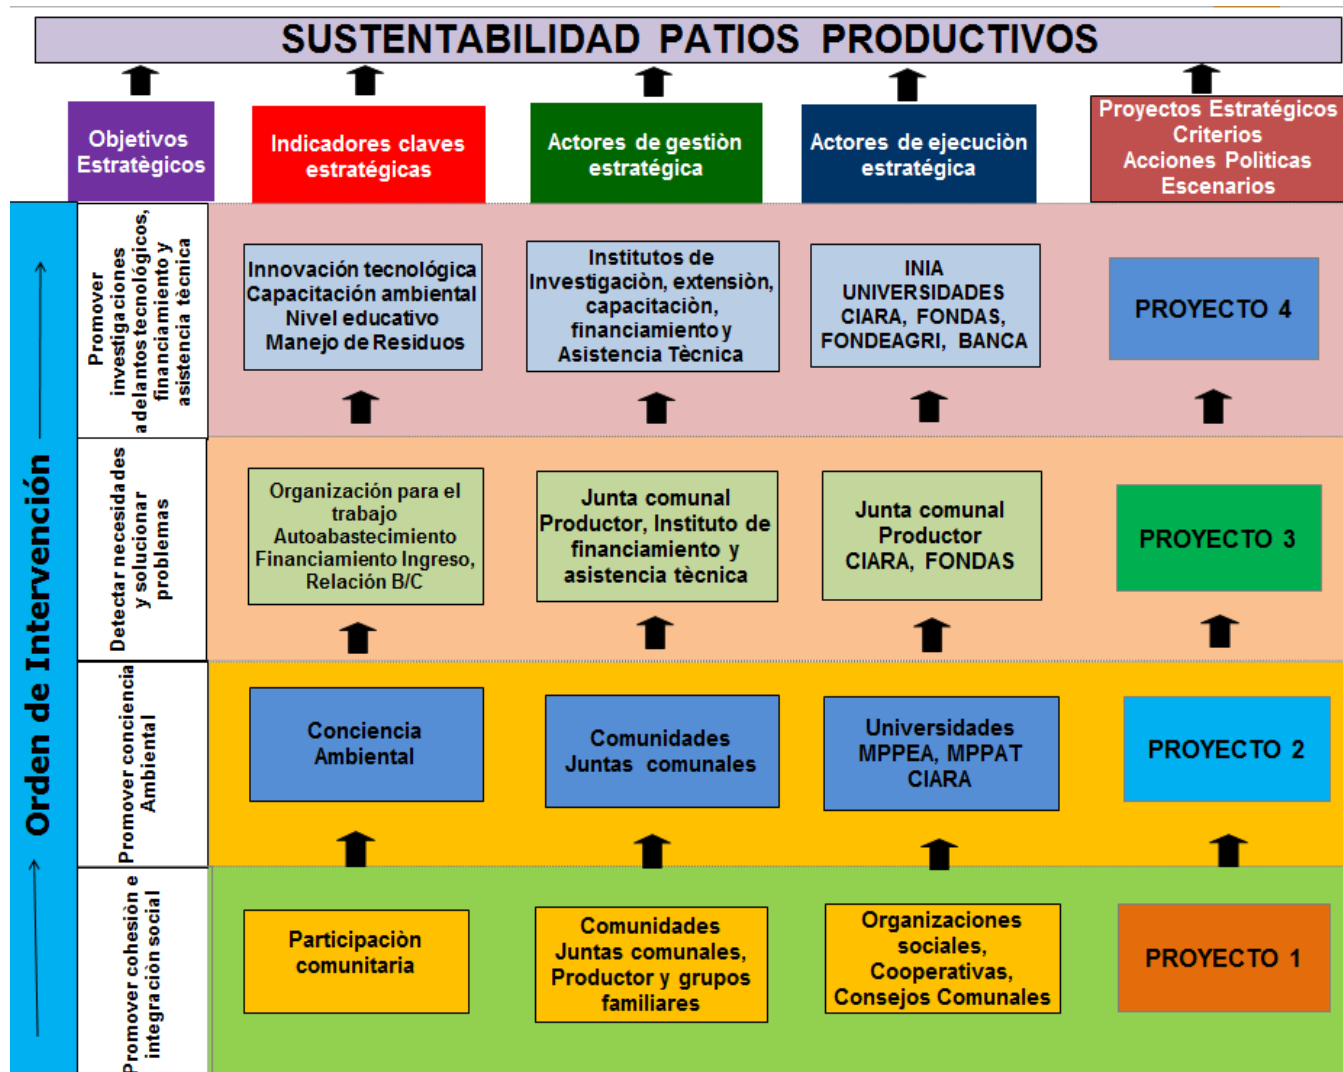 SUSTENTABILIDAD PATIOS PRODUCTIVOS
Objetivos
Estratègicos
Indicadores claves
estratégicas
Actores de gestiòn
estratégica
Actores de ejecuciòn
estratégica
Proyectos Estratégicos
Criterios
Acciones Politicas
Escenarios
Orden de Intervención
Promover
investigaciones
adelantos tecnológicos,
financiamiento y
asistencia tècnica
Innovación tecnológica
Capacitación ambiental
Nivel educativo
Manejo de Residuos
Institutos de
Investigaciòn, extensiòn,
capacitaciòn,
financiamiento y
Asistencia Tècnica
INIA
UNIVERSIDADES
CIARA, FONDAS,
FONDEAGRI, BANCA
PROYECTO 4
Detectar necesidades
y solucionar
problemas
Organización para el
trabajo
Autoabastecimiento
Financiamiento Ingreso,
Relación B/C
Junta comunal
Productor, Instituto de
financiamiento y
asistencia tècnica
Junta comunal
Productor
CIARA, FONDAS
PROYECTO 3
Promover conciencia
Ambiental
Conciencia
Ambiental
Comunidades
Juntas comunales
Universidades
MPPEA, MPPAT
CIARA
PROYECTO 2
Promover cohesiòn e
integraciòn social
Participaciòn
comunitaria
Comunidades
Juntas comunales,
Productor y grupos
familiares
Organizaciones
sociales,
Cooperativas,
Consejos Comunales
PROYECTO 1